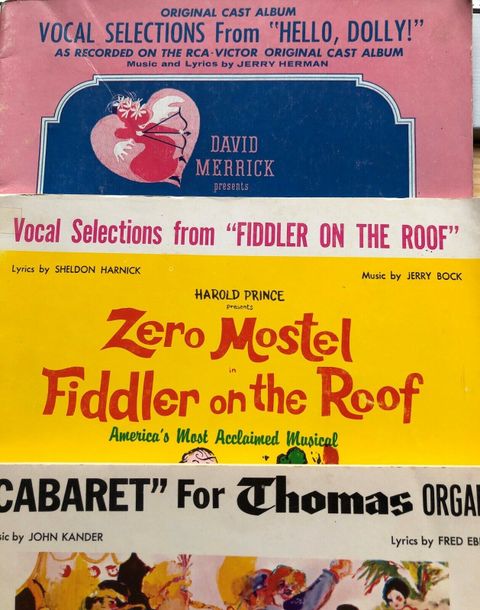 ORIGINAL CAST ALBUM
VOCAL SELECTIONS From "HELLO, DOLLY!"
AS RECORDED ON THE RCA-VICTOR ORIGINAL CAST ALBUM
Music and Lyrics by JERRY HERMAN
DAVID
MERRICK
presents
Vocal Selections from "FIDDLER ON THE ROOF"
Lyrics by SHELDON HARNICK
Music by JERRY BOCK
HAROLD PRINCE
presents
Zero Mostel
in
Fiddler on the Roof
America's Most Acclaimed Musical
CABARET" For Thomas ORGA
sic by JOHN KANDER
Lyrics by FRED EB